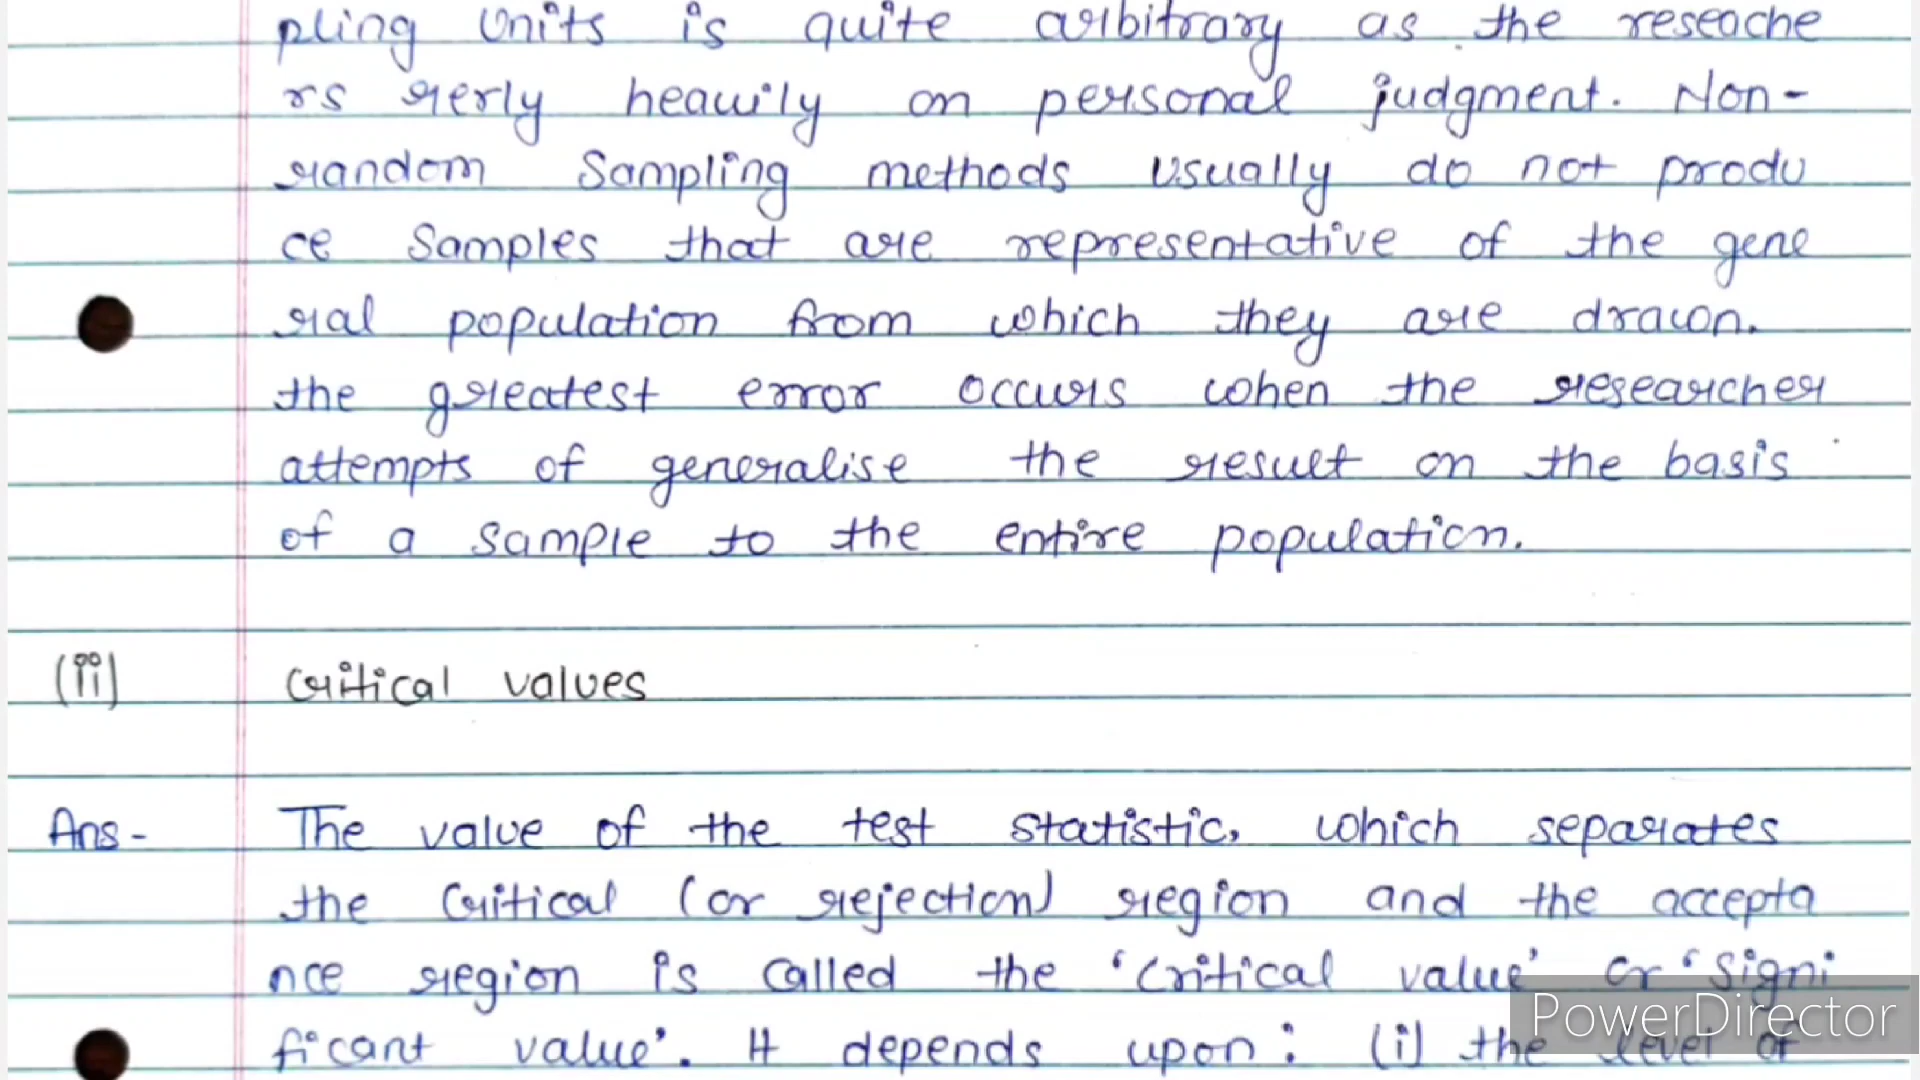 pling units is quite arbitrary as the reseache
rs rerly heavily on personal judgment. Non-
random Sampling methods usually do not produ
ce Samples that are representative of the gene
ral population from which they are drawn.
the greatest error occurs when the researcher
attempts of generalise the result on the basis
of a sample to the entire population.
(ii) critical values
Ans- The value of the test statistic, which separates
the Critical (or rejection) region and the accepta
nce region is called the 'Critical value' or 'Signi
ficant value'. It depends upon: (i) the level of
PowerDirector